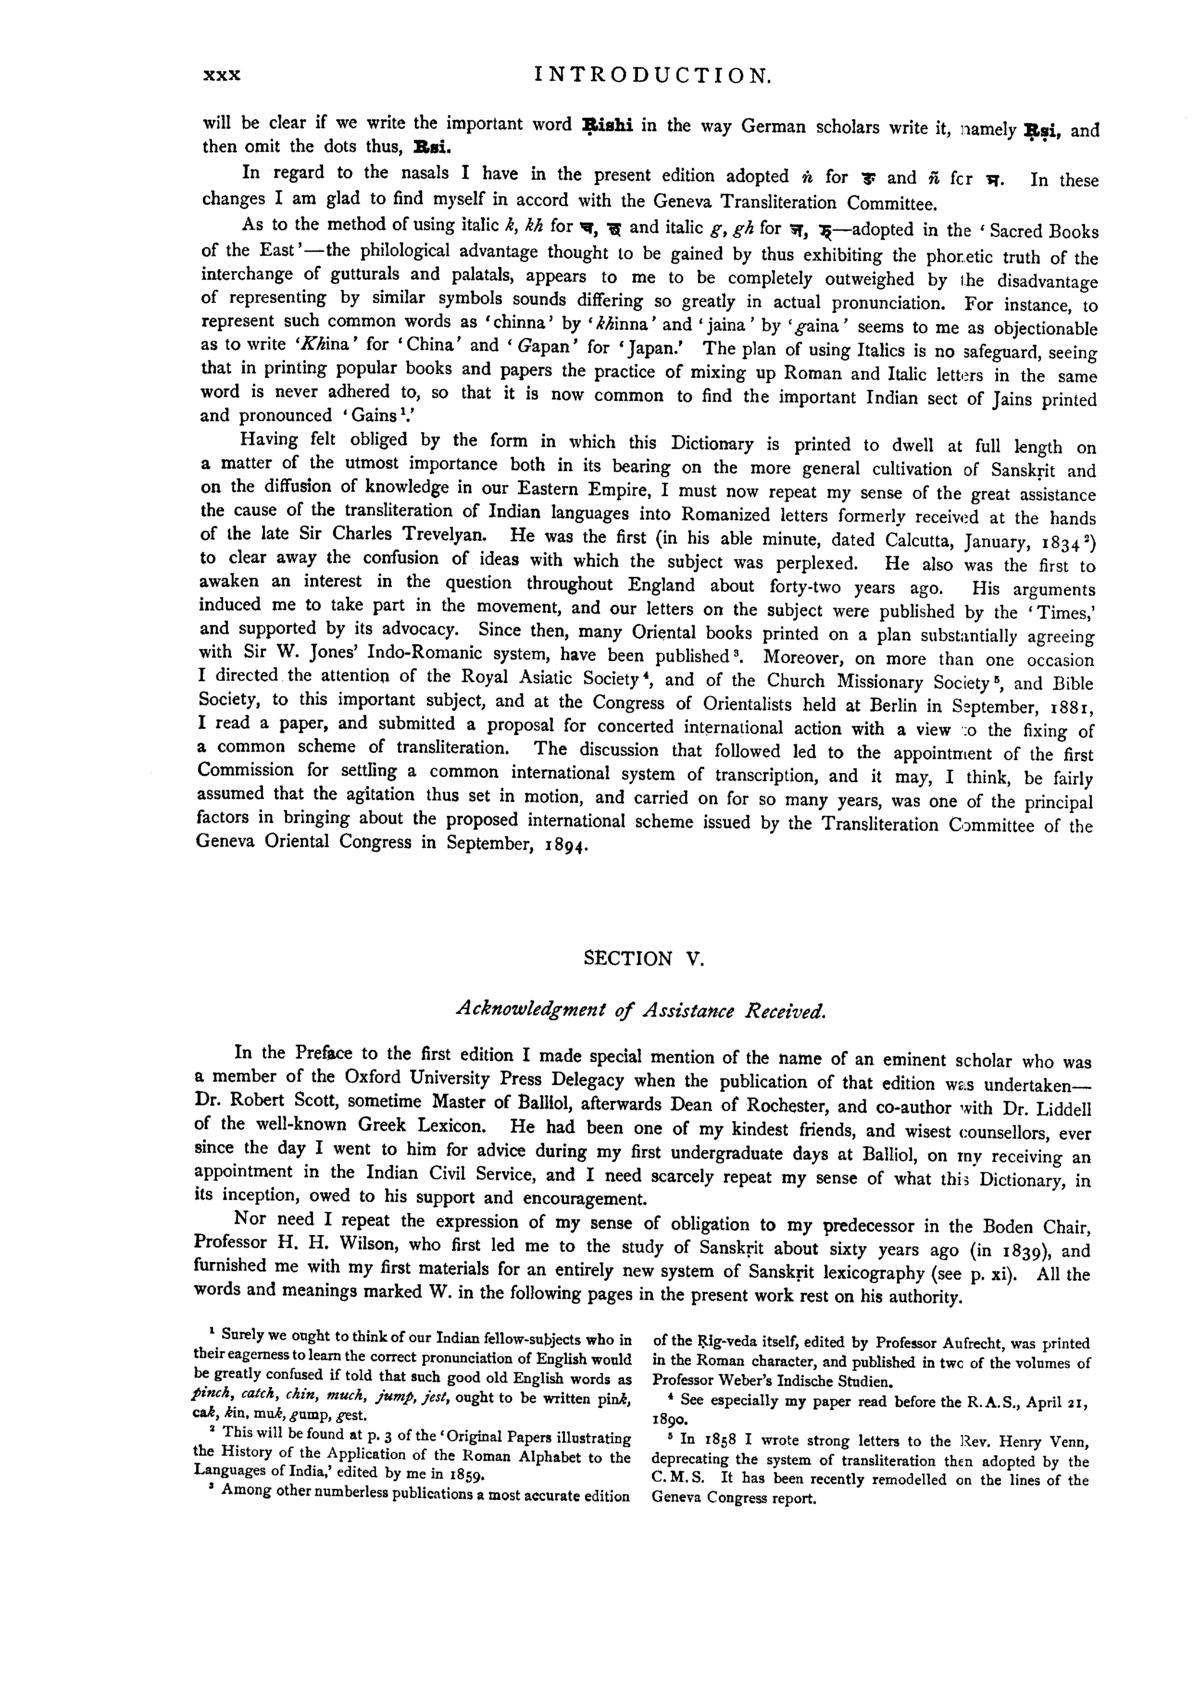 xxx INTRODUCTION.
will be clear if we write the important word Ṛishi in the way German scholars write it, namely Ṛṣi, and
then omit the dots thus, Rsi.
In regard to the nasals I have in the present edition adopted ṅ for ङ and ñ for ञ. In these
changes I am glad to find myself in accord with the Geneva Transliteration Committee.
As to the method of using italic k, kh for च, छ and italic g, gh for ज, झ—adopted in the ‘Sacred Books
of the East’—the philological advantage thought to be gained by thus exhibiting the phonetic truth of the
interchange of gutturals and palatals, appears to me to be completely outweighed by the disadvantage
of representing by similar symbols sounds differing so greatly in actual pronunciation. For instance, to
represent such common words as ‘chinna’ by ‘khinna’ and ‘jaina’ by ‘gaina’ seems to me as objectionable
as to write ‘Khina’ for ‘China’ and ‘Gapan’ for ‘Japan.’ The plan of using Italics is no safeguard, seeing
that in printing popular books and papers the practice of mixing up Roman and Italic letters in the same
word is never adhered to, so that it is now common to find the important Indian sect of Jains printed
and pronounced ‘Gains¹.’
Having felt obliged by the form in which this Dictionary is printed to dwell at full length on
a matter of the utmost importance both in its bearing on the more general cultivation of Sanskṛit and
on the diffusion of knowledge in our Eastern Empire, I must now repeat my sense of the great assistance
the cause of the transliteration of Indian languages into Romanized letters formerly received at the hands
of the late Sir Charles Trevelyan. He was the first (in his able minute, dated Calcutta, January, 1834²)
to clear away the confusion of ideas with which the subject was perplexed. He also was the first to
awaken an interest in the question throughout England about forty-two years ago. His arguments
induced me to take part in the movement, and our letters on the subject were published by the ‘Times,’
and supported by its advocacy. Since then, many Oriental books printed on a plan substantially agreeing
with Sir W. Jones’ Indo-Romanic system, have been published³. Moreover, on more than one occasion
I directed the attention of the Royal Asiatic Society⁴, and of the Church Missionary Society⁵, and Bible
Society, to this important subject, and at the Congress of Orientalists held at Berlin in September, 1881,
I read a paper, and submitted a proposal for concerted international action with a view to the fixing of
a common scheme of transliteration. The discussion that followed led to the appointment of the first
Commission for settling a common international system of transcription, and it may, I think, be fairly
assumed that the agitation thus set in motion, and carried on for so many years, was one of the principal
factors in bringing about the proposed international scheme issued by the Transliteration Committee of the
Geneva Oriental Congress in September, 1894.
SECTION V.
Acknowledgment of Assistance Received.
In the Preface to the first edition I made special mention of the name of an eminent scholar who was
a member of the Oxford University Press Delegacy when the publication of that edition was undertaken—
Dr. Robert Scott, sometime Master of Balliol, afterwards Dean of Rochester, and co-author with Dr. Liddell
of the well-known Greek Lexicon. He had been one of my kindest friends, and wisest counsellors, ever
since the day I went to him for advice during my first undergraduate days at Balliol, on my receiving an
appointment in the Indian Civil Service, and I need scarcely repeat my sense of what this Dictionary, in
its inception, owed to his support and encouragement.
Nor need I repeat the expression of my sense of obligation to my predecessor in the Boden Chair,
Professor H. H. Wilson, who first led me to the study of Sanskṛit about sixty years ago (in 1839), and
furnished me with my first materials for an entirely new system of Sanskṛit lexicography (see p. xi). All the
words and meanings marked W. in the following pages in the present work rest on his authority.
¹ Surely we ought to think of our Indian fellow-subjects who in
their eagerness to learn the correct pronunciation of English would
be greatly confused if told that such good old English words as
pinch, catch, chin, much, jump, jest, ought to be written pink,
cak, kin, muk, gump, gest.
² This will be found at p. 3 of the ‘Original Papers illustrating
the History of the Application of the Roman Alphabet to the
Languages of India,’ edited by me in 1859.
³ Among other numberless publications a most accurate edition
of the Ṛig-veda itself, edited by Professor Aufrecht, was printed
in the Roman character, and published in two of the volumes of
Professor Weber’s Indische Studien.
⁴ See especially my paper read before the R.A.S., April 21,
1890.
⁵ In 1858 I wrote strong letters to the Rev. Henry Venn,
deprecating the system of transliteration then adopted by the
C.M.S. It has been recently remodelled on the lines of the
Geneva Congress report.